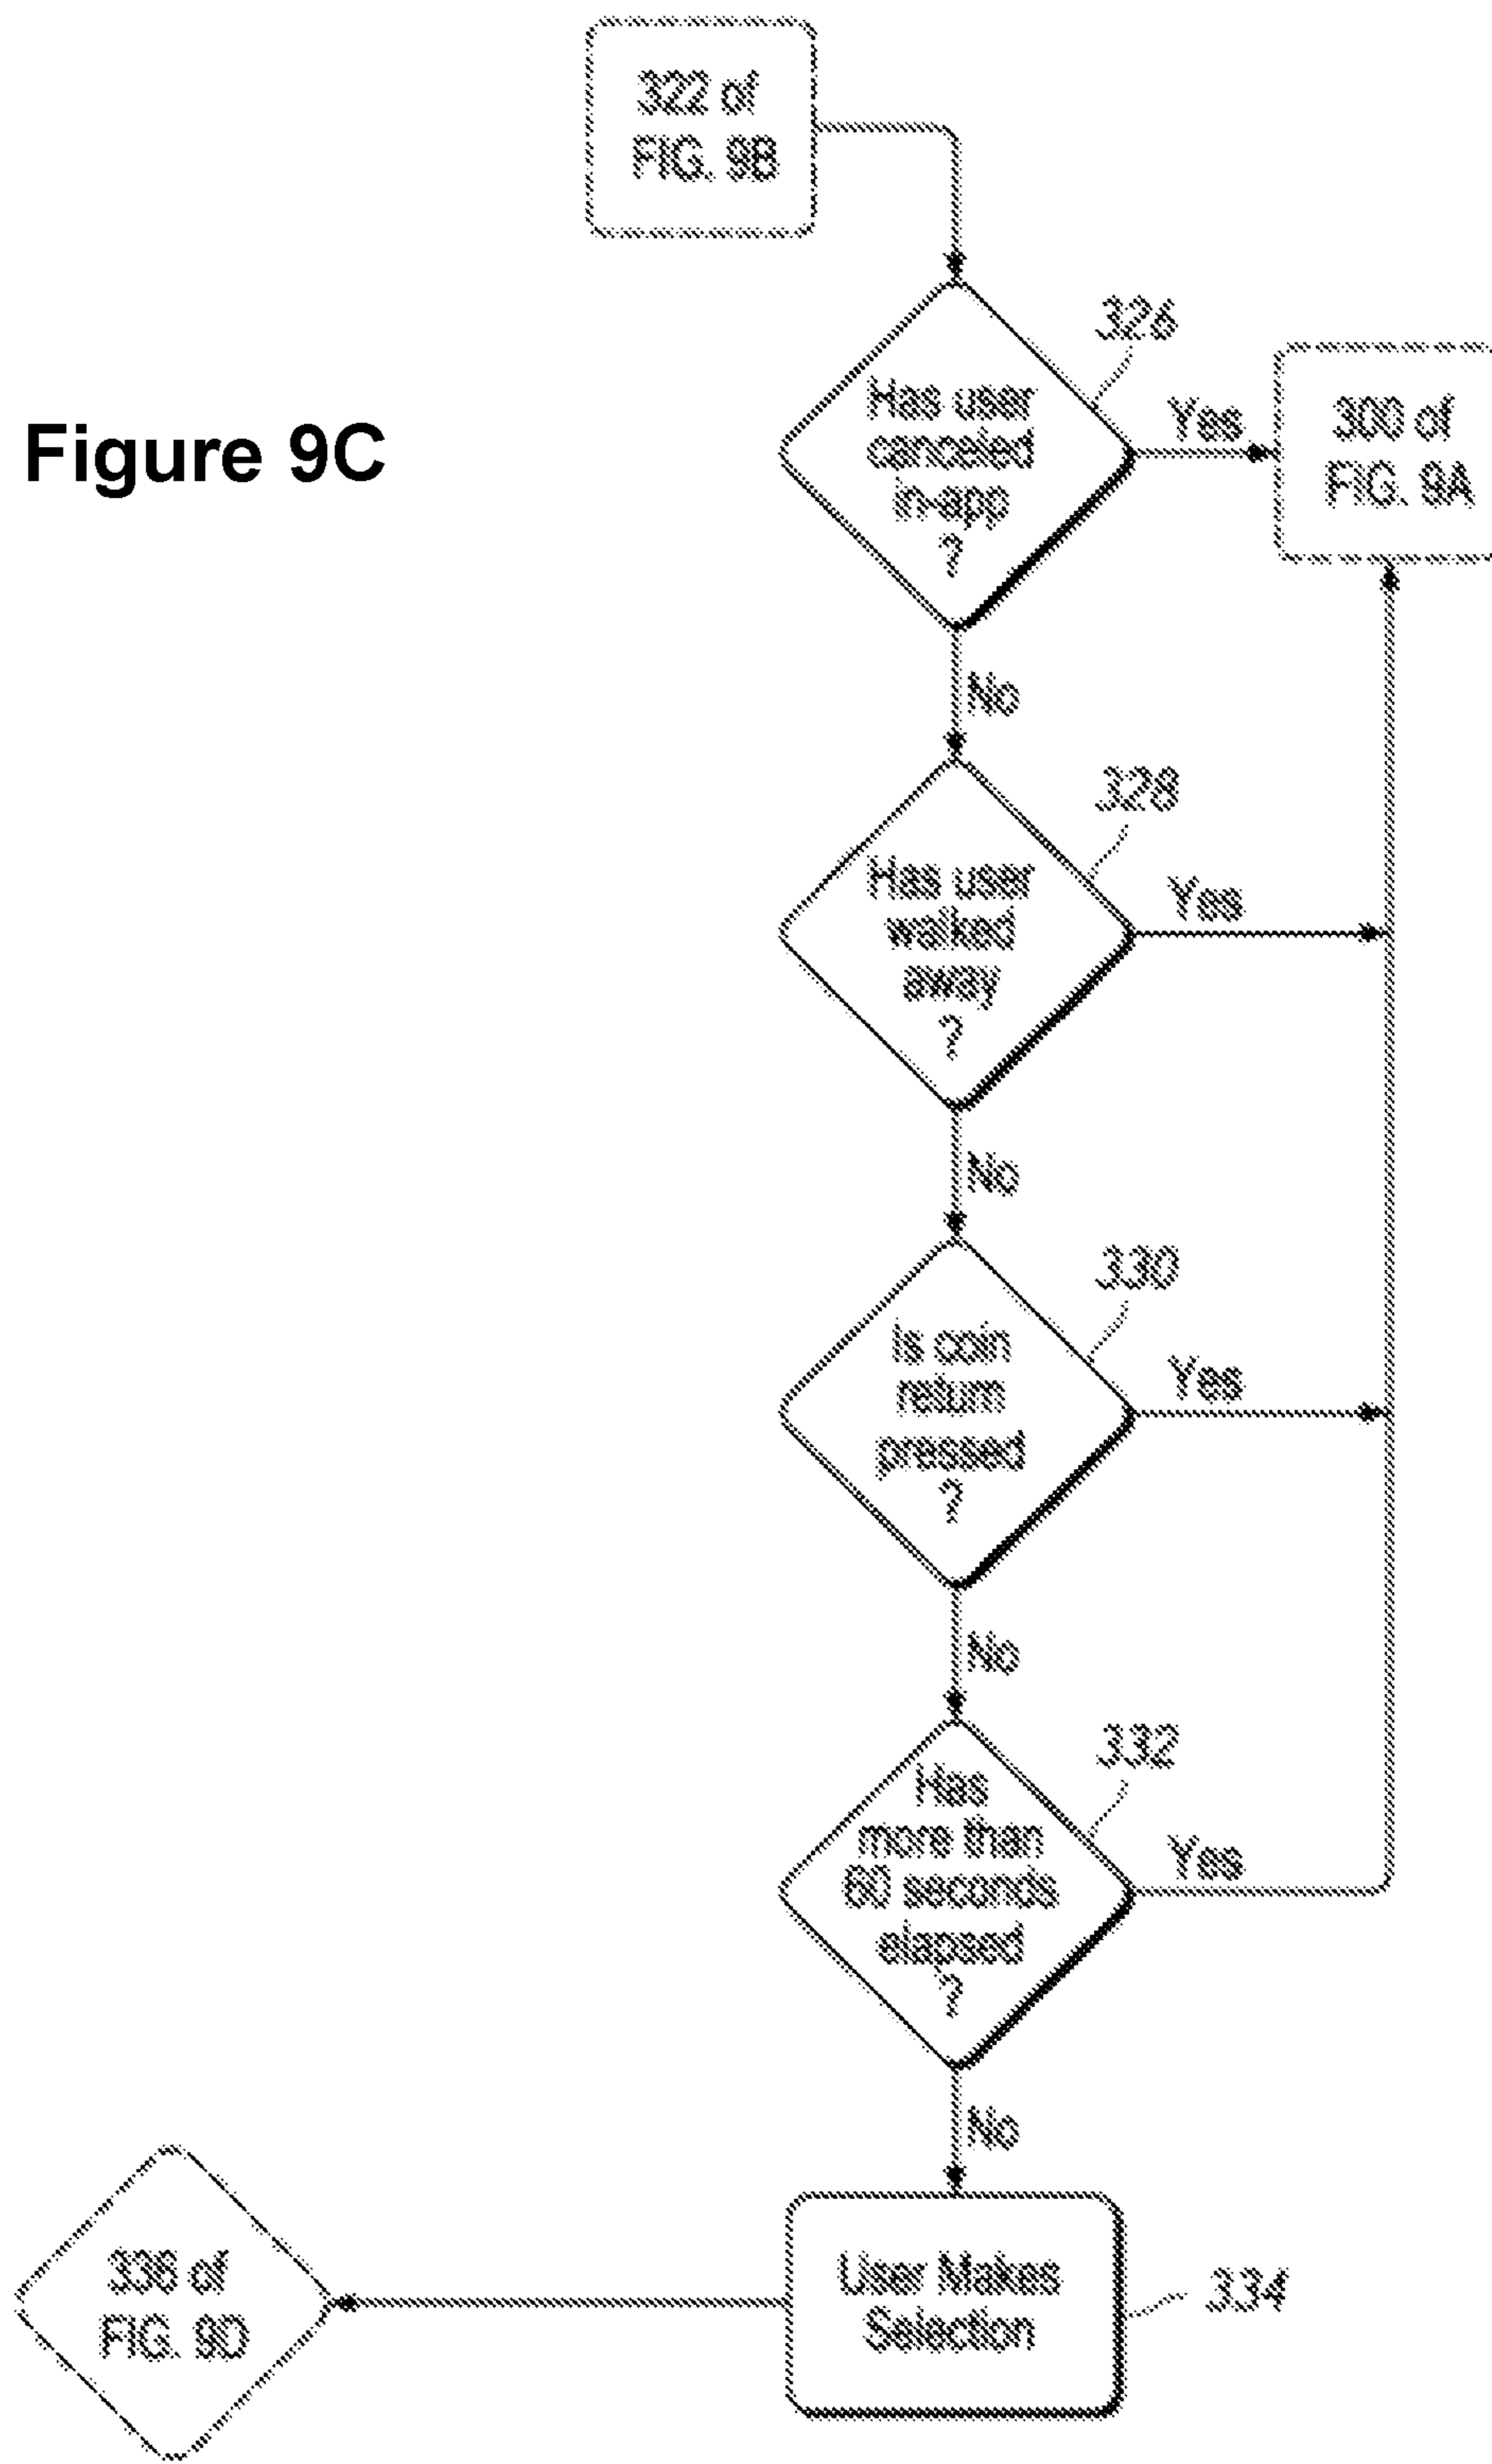 322 of
FIG. 9B
Figure 9C
326
Has user
canceled
in-app
?
Yes
300 of
FIG. 9A
No
328
Has user
walked
away
?
Yes
No
330
Is coin
return
pressed
?
Yes
No
332
Has
more than
60 seconds
elapsed
?
Yes
No
336 of
FIG. 9D
User Makes
Selection
334